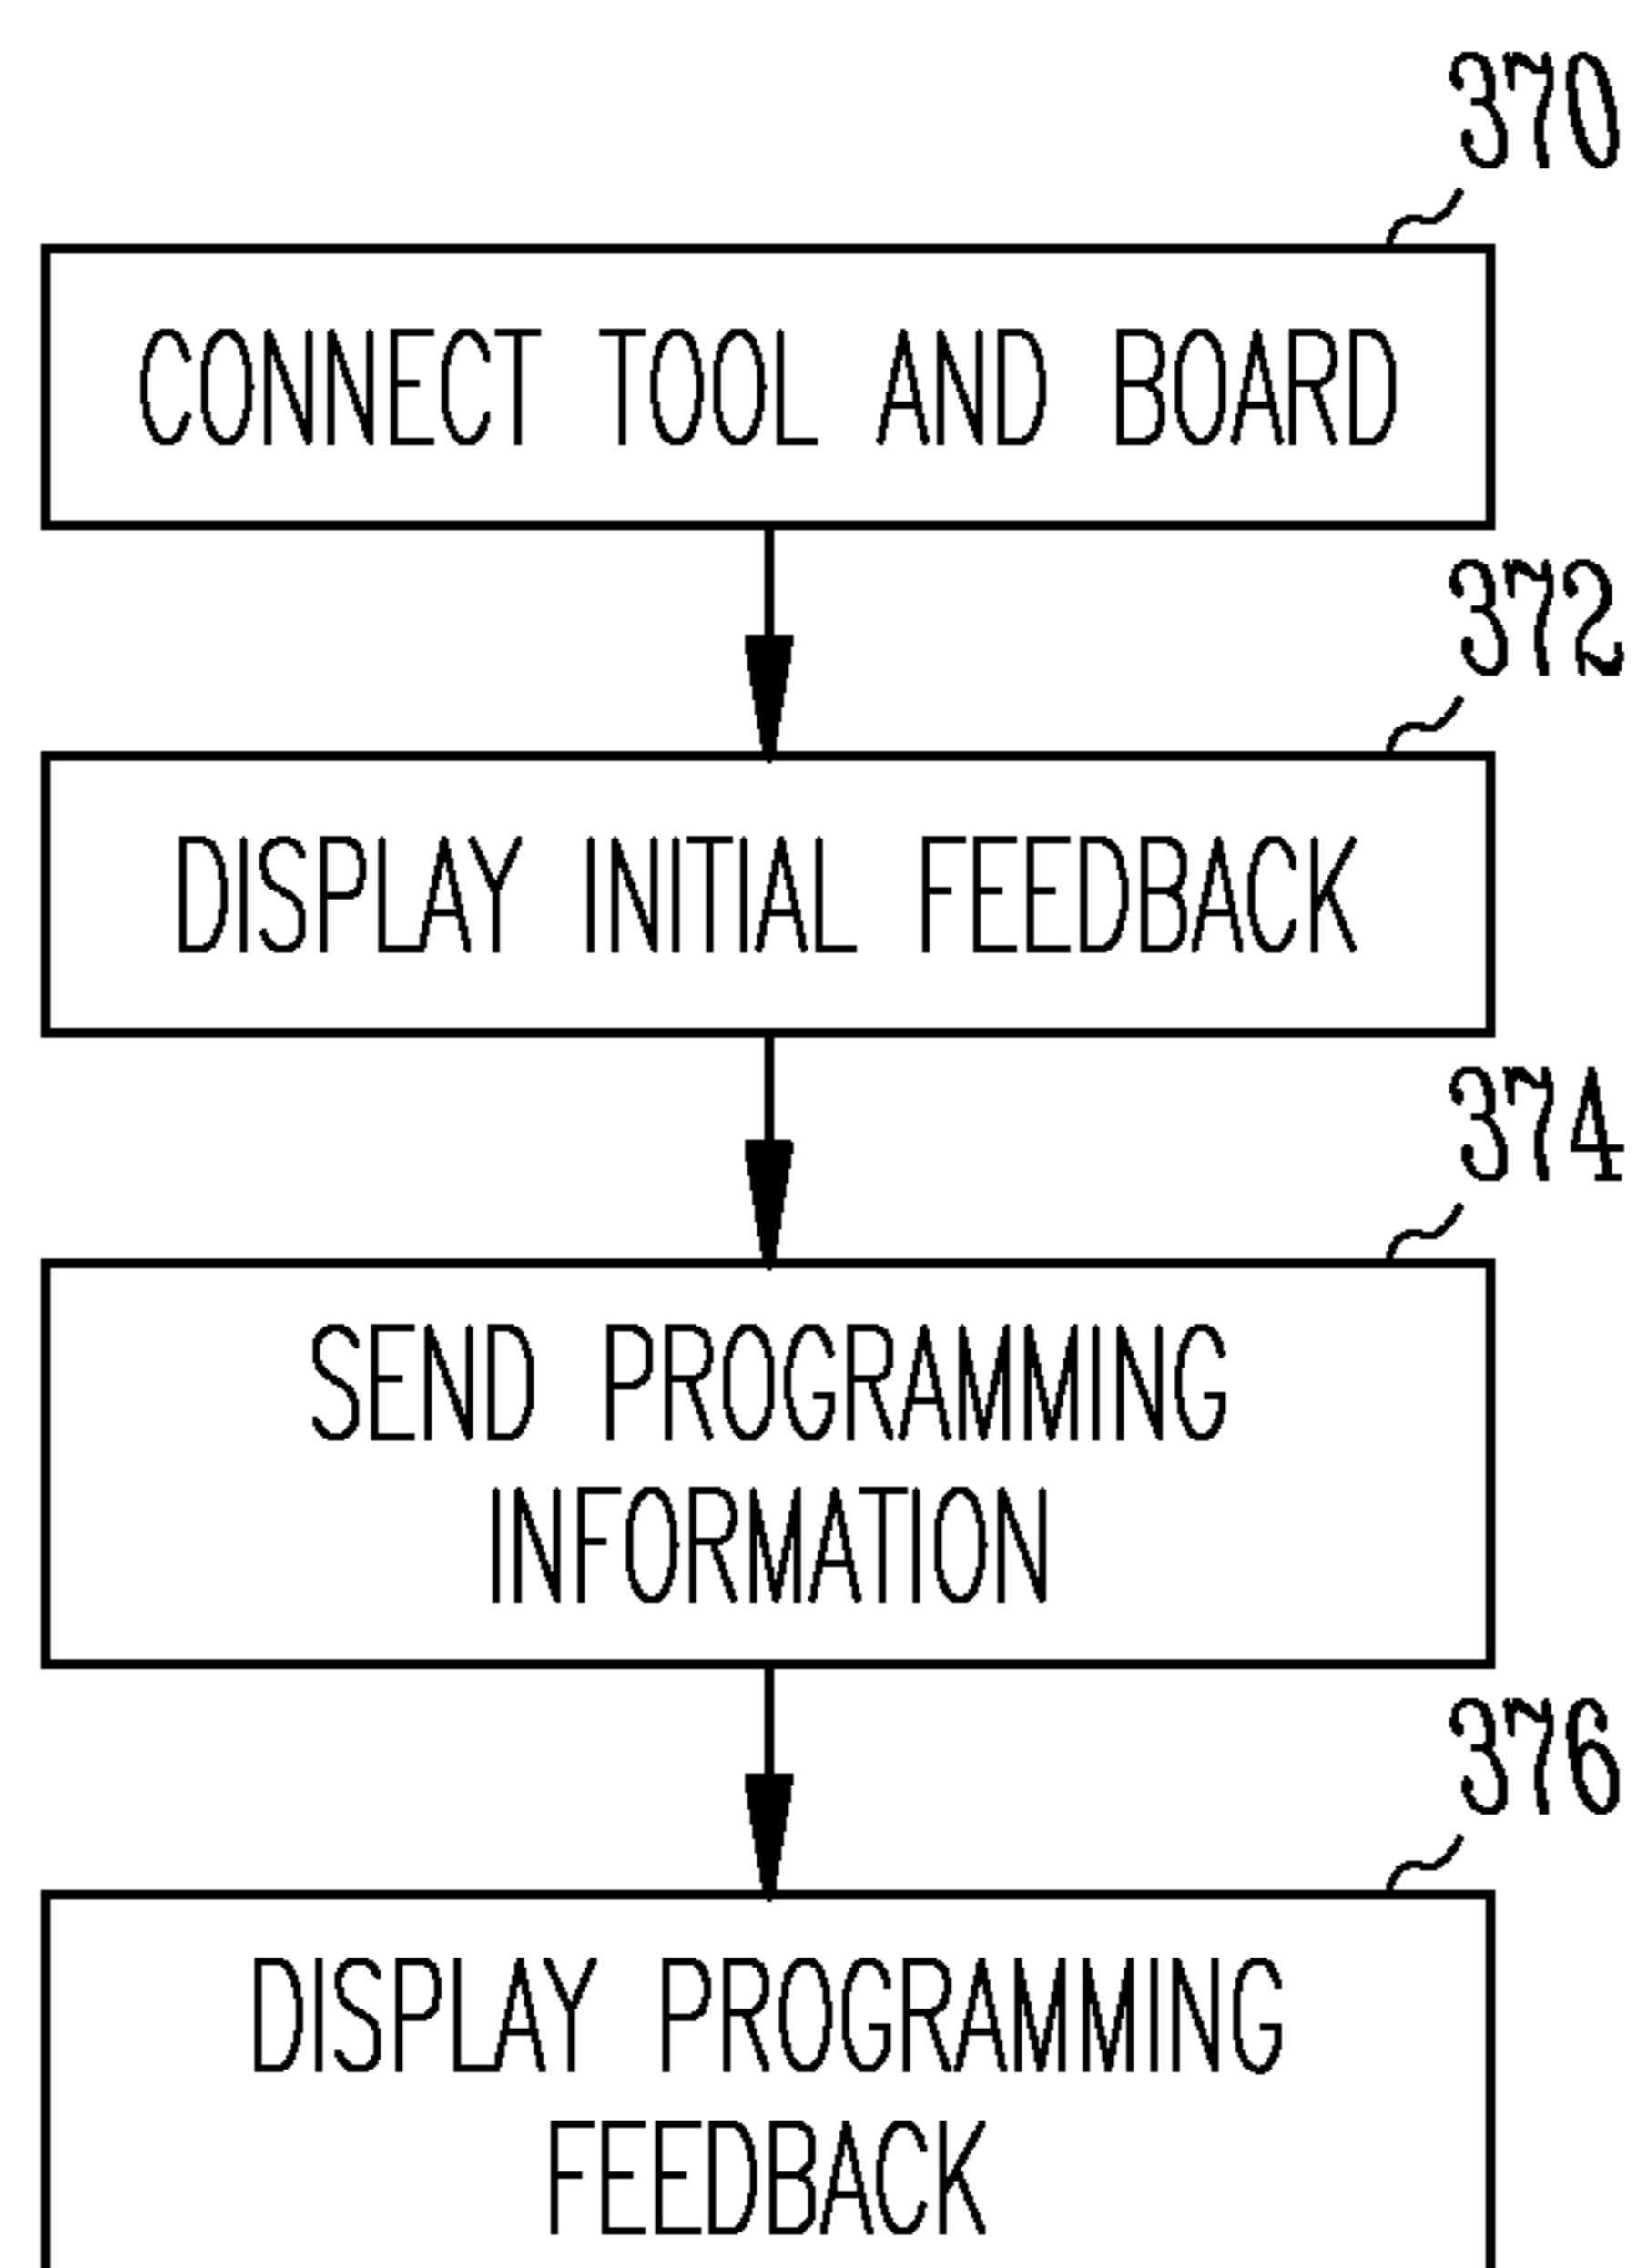 370
CONNECT TOOL AND BOARD
372
DISPLAY INITIAL FEEDBACK
374
SEND PROGRAMMING
INFORMATION
376
DISPLAY PROGRAMMING
FEEDBACK